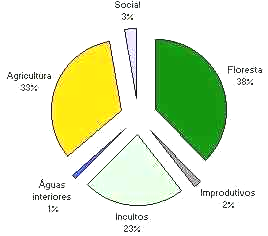 Social
3%
Floresta
38%
Agricultura
33%
Águas
interiores
1%
Improdutivos
2%
Incultos
23%